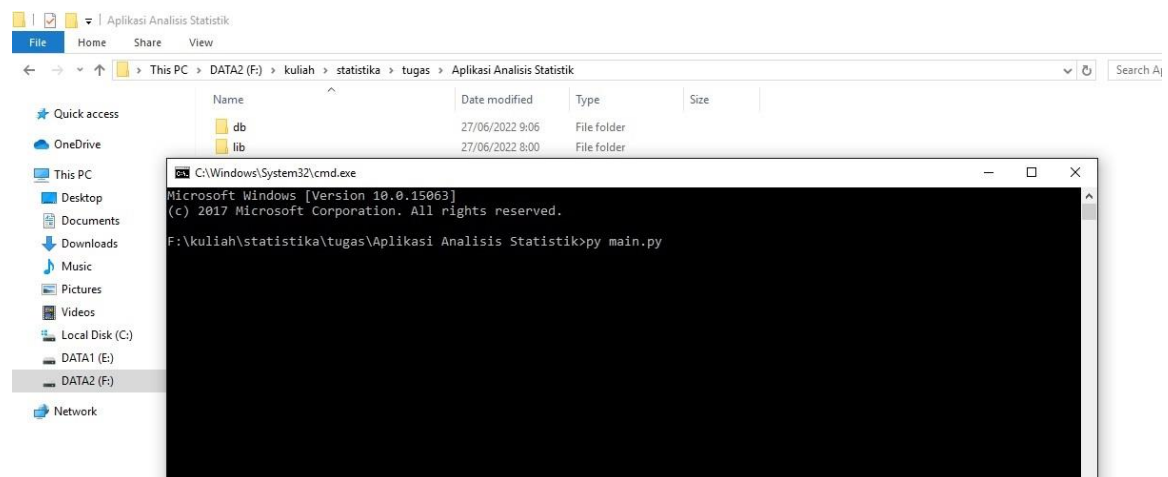 Aplikasi Analisis Statistik
File Home Share View
This PC > DATA2 (F:) > kuliah > statistika > tugas > Aplikasi Analisis Statistik
Search Ap
Name Date modified Type Size
Quick access
db 27/06/2022 9:06 File folder
OneDrive
lib 27/06/2022 8:00 File folder
This PC
C:\Windows\System32\cmd.exe
Desktop
Microsoft Windows [Version 10.0.15063]
(c) 2017 Microsoft Corporation. All rights reserved.
Documents
F:\kuliah\statistika\tugas\Aplikasi Analisis Statistik>py main.py
Downloads
Music
Pictures
Videos
Local Disk (C:)
DATA1 (E:)
DATA2 (F:)
Network